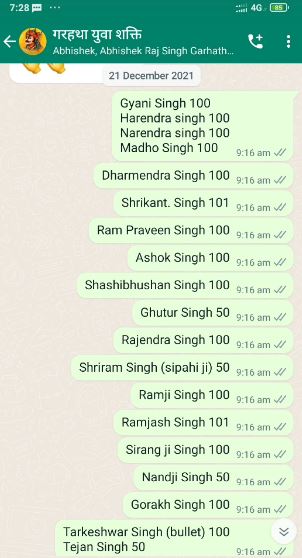 7:28
4G 85
गरहथा युवा शक्ति
Abhishek, Abhishek Raj Singh Garhath...
21 December 2021
Gyani Singh 100
Harendra singh 100
Narendra singh 100
Madho Singh 100 9:16 am
Dharmendra Singh 100 9:16 am
Shrikant. Singh 101 9:16 am
Ram Praveen Singh 100 9:16 am
Ashok Singh 100 9:16 am
Shashibhushan Singh 100 9:16 am
Ghutur Singh 50 9:16 am
Rajendra Singh 100 9:16 am
Shriram Singh (sipahi ji) 50 9:16 am
Ramji Singh 100 9:16 am
Ramjash Singh 101 9:16 am
Sirang ji Singh 100 9:16 am
Nandji Singh 50 9:16 am
Gorakh Singh 100 9:16 am
Tarkeshwar Singh (bullet) 100
Tejan Singh 50 9:16 am